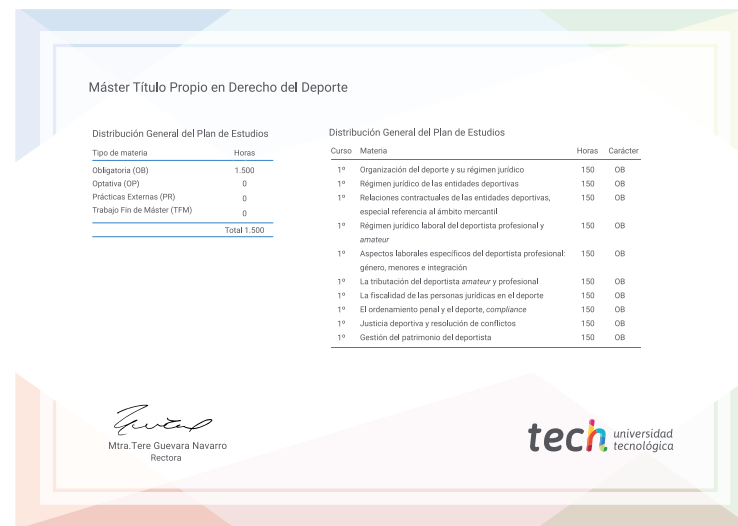 Máster Título Propio en Derecho del Deporte
Distribución General del Plan de Estudios
Tipo de materia Horas
Obligatoria (OB) 1.500
Optativa (OP) 0
Prácticas Externas (PR) 0
Trabajo Fin de Máster (TFM) 0
Total 1.500
Distribución General del Plan de Estudios
Curso Materia Horas Carácter
1º Organización del deporte y su régimen jurídico 150 OB
1º Régimen jurídico de las entidades deportivas 150 OB
1º Relaciones contractuales de las entidades deportivas, 150 OB
especial referencia al ámbito mercantil
1º Régimen jurídico laboral del deportista profesional y 150 OB
amateur
1º Aspectos laborales específicos del deportista profesional: 150 OB
género, menores e integración
1º La tributación del deportista amateur y profesional 150 OB
1º La fiscalidad de las personas jurídicas en el deporte 150 OB
1º El ordenamiento penal y el deporte, compliance 150 OB
1º Justicia deportiva y resolución de conflictos 150 OB
1º Gestión del patrimonio del deportista 150 OB
Mtra.Tere Guevara Navarro
Rectora
tech universidad
tecnológica